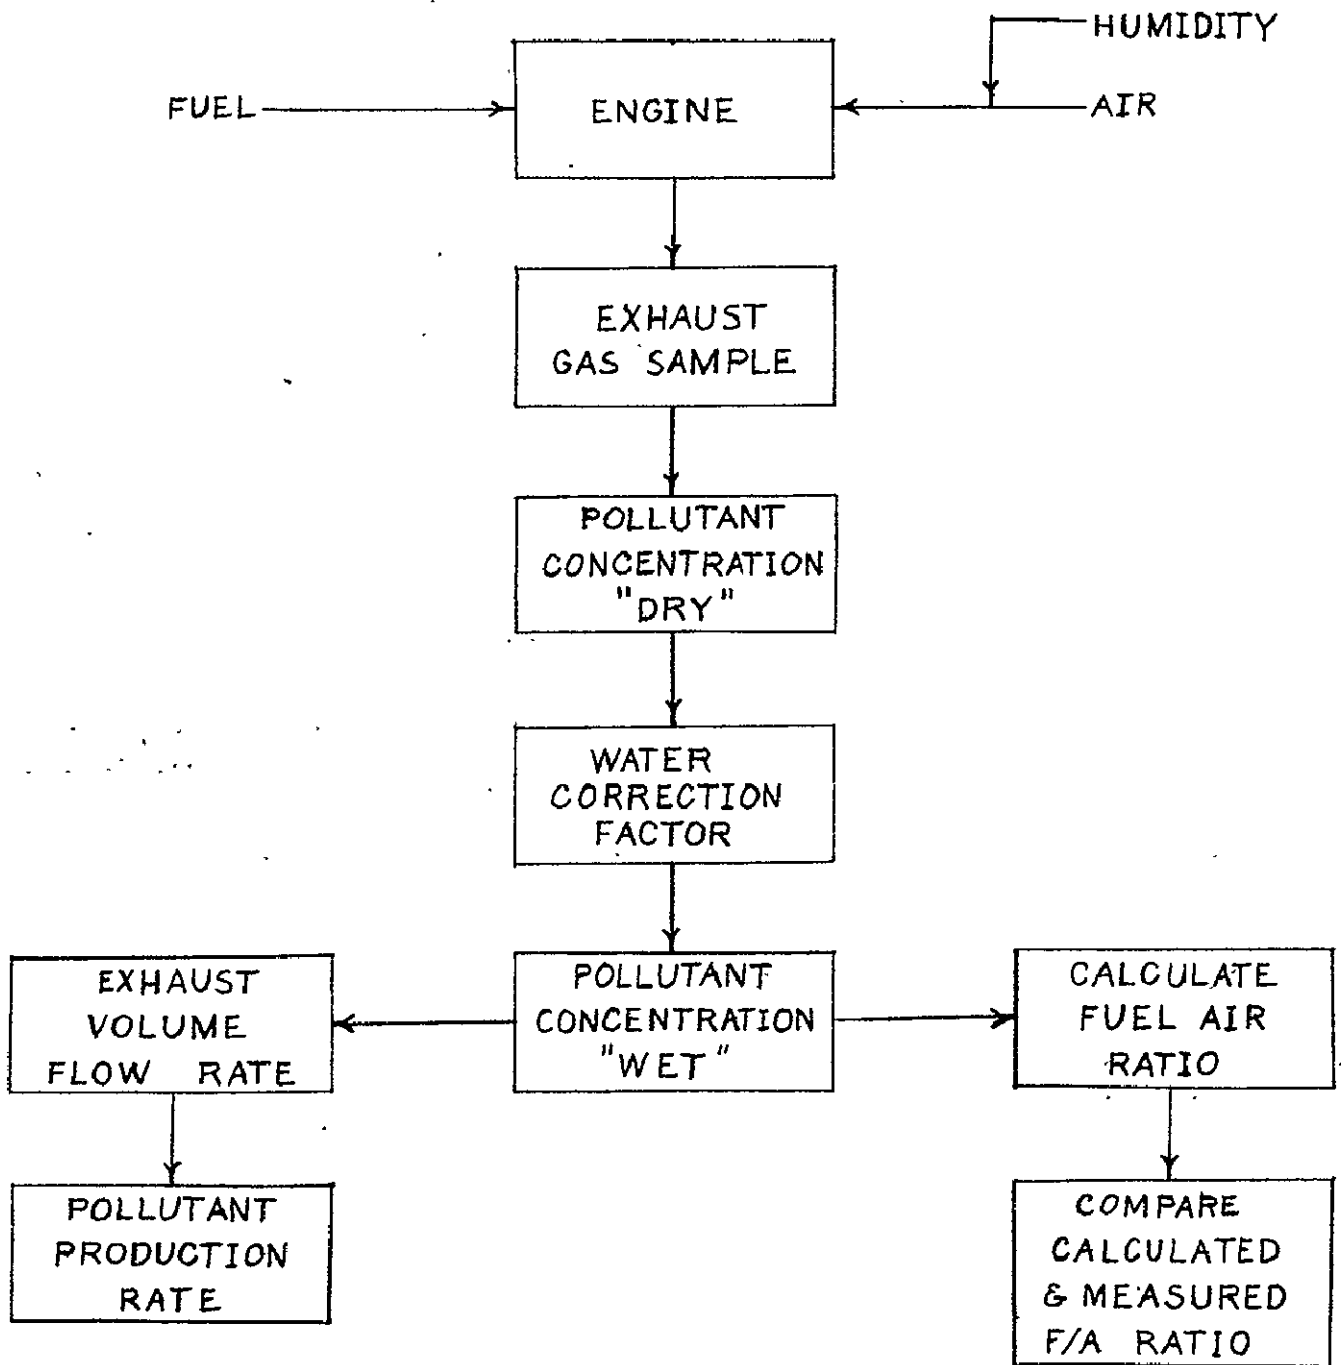 HUMIDITY
FUEL
ENGINE
AIR
EXHAUST
GAS SAMPLE
POLLUTANT
CONCENTRATION
"DRY"
WATER
CORRECTION
FACTOR
EXHAUST
VOLUME
FLOW RATE
POLLUTANT
CONCENTRATION
"WET"
CALCULATE
FUEL AIR
RATIO
POLLUTANT
PRODUCTION
RATE
COMPARE
CALCULATED
& MEASURED
F/A RATIO